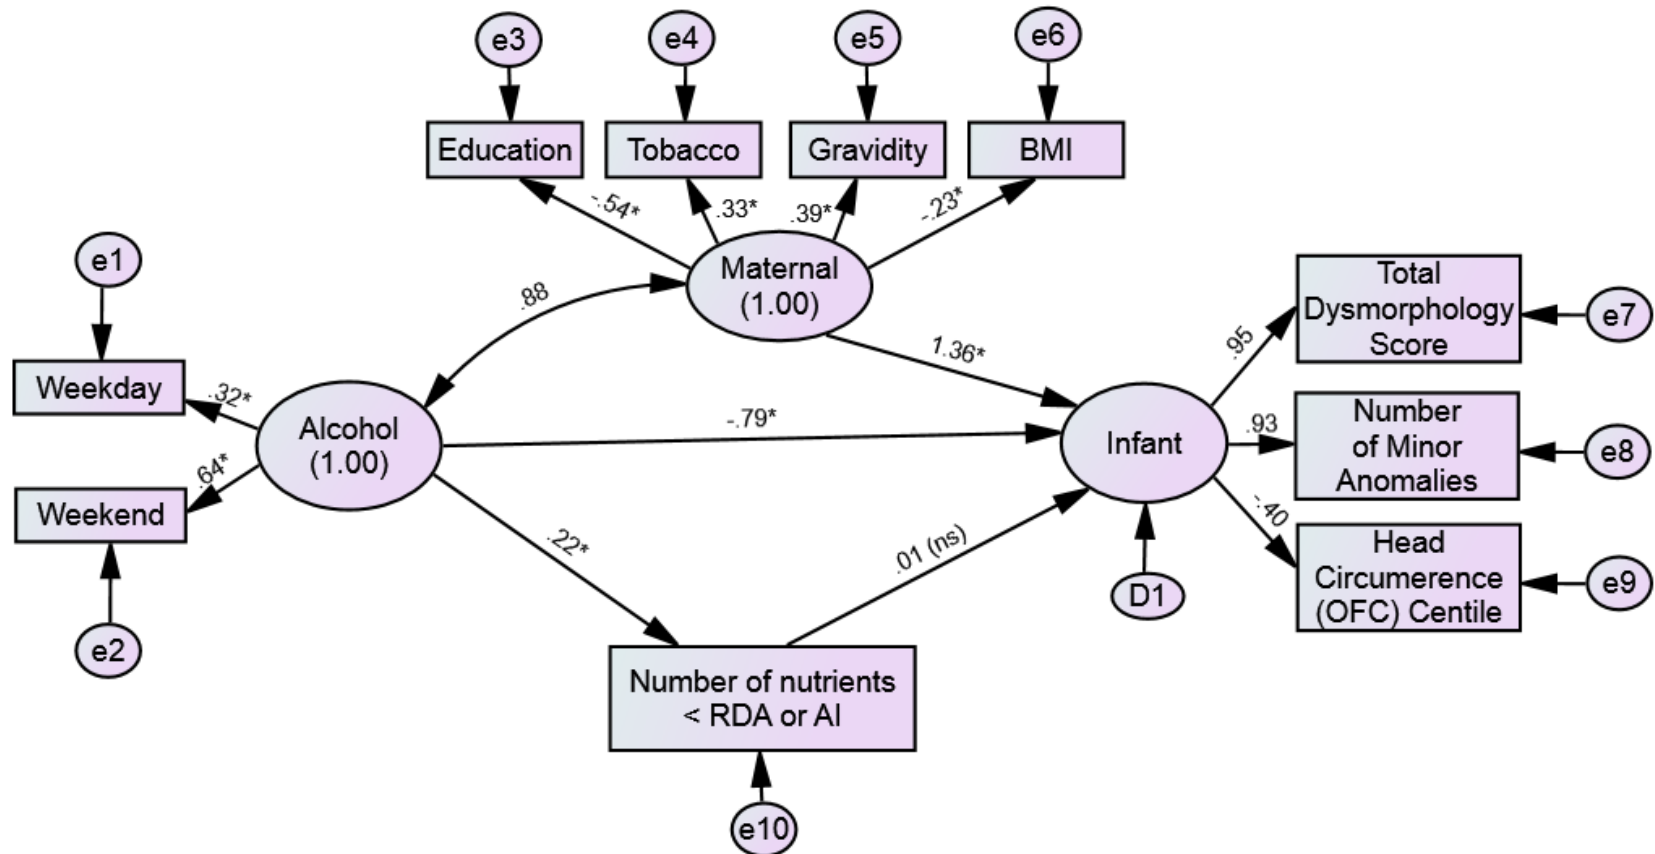 e3
e4
e5
e6
Education
Tobacco
Gravidity
BMI
-.54*
.33*
.39*
-.23*
e1
Maternal
(1.00)
.88
Total
Dysmorphology
Score
e7
1.36*
.95
Weekday
.32*
Alcohol
(1.00)
-.79*
Infant
.93
Number
of Minor
Anomalies
e8
.64*
Weekend
-.40
.22*
.01 (ns)
Head
Circumerence
(OFC) Centile
e9
D1
e2
Number of nutrients
< RDA or AI
e10